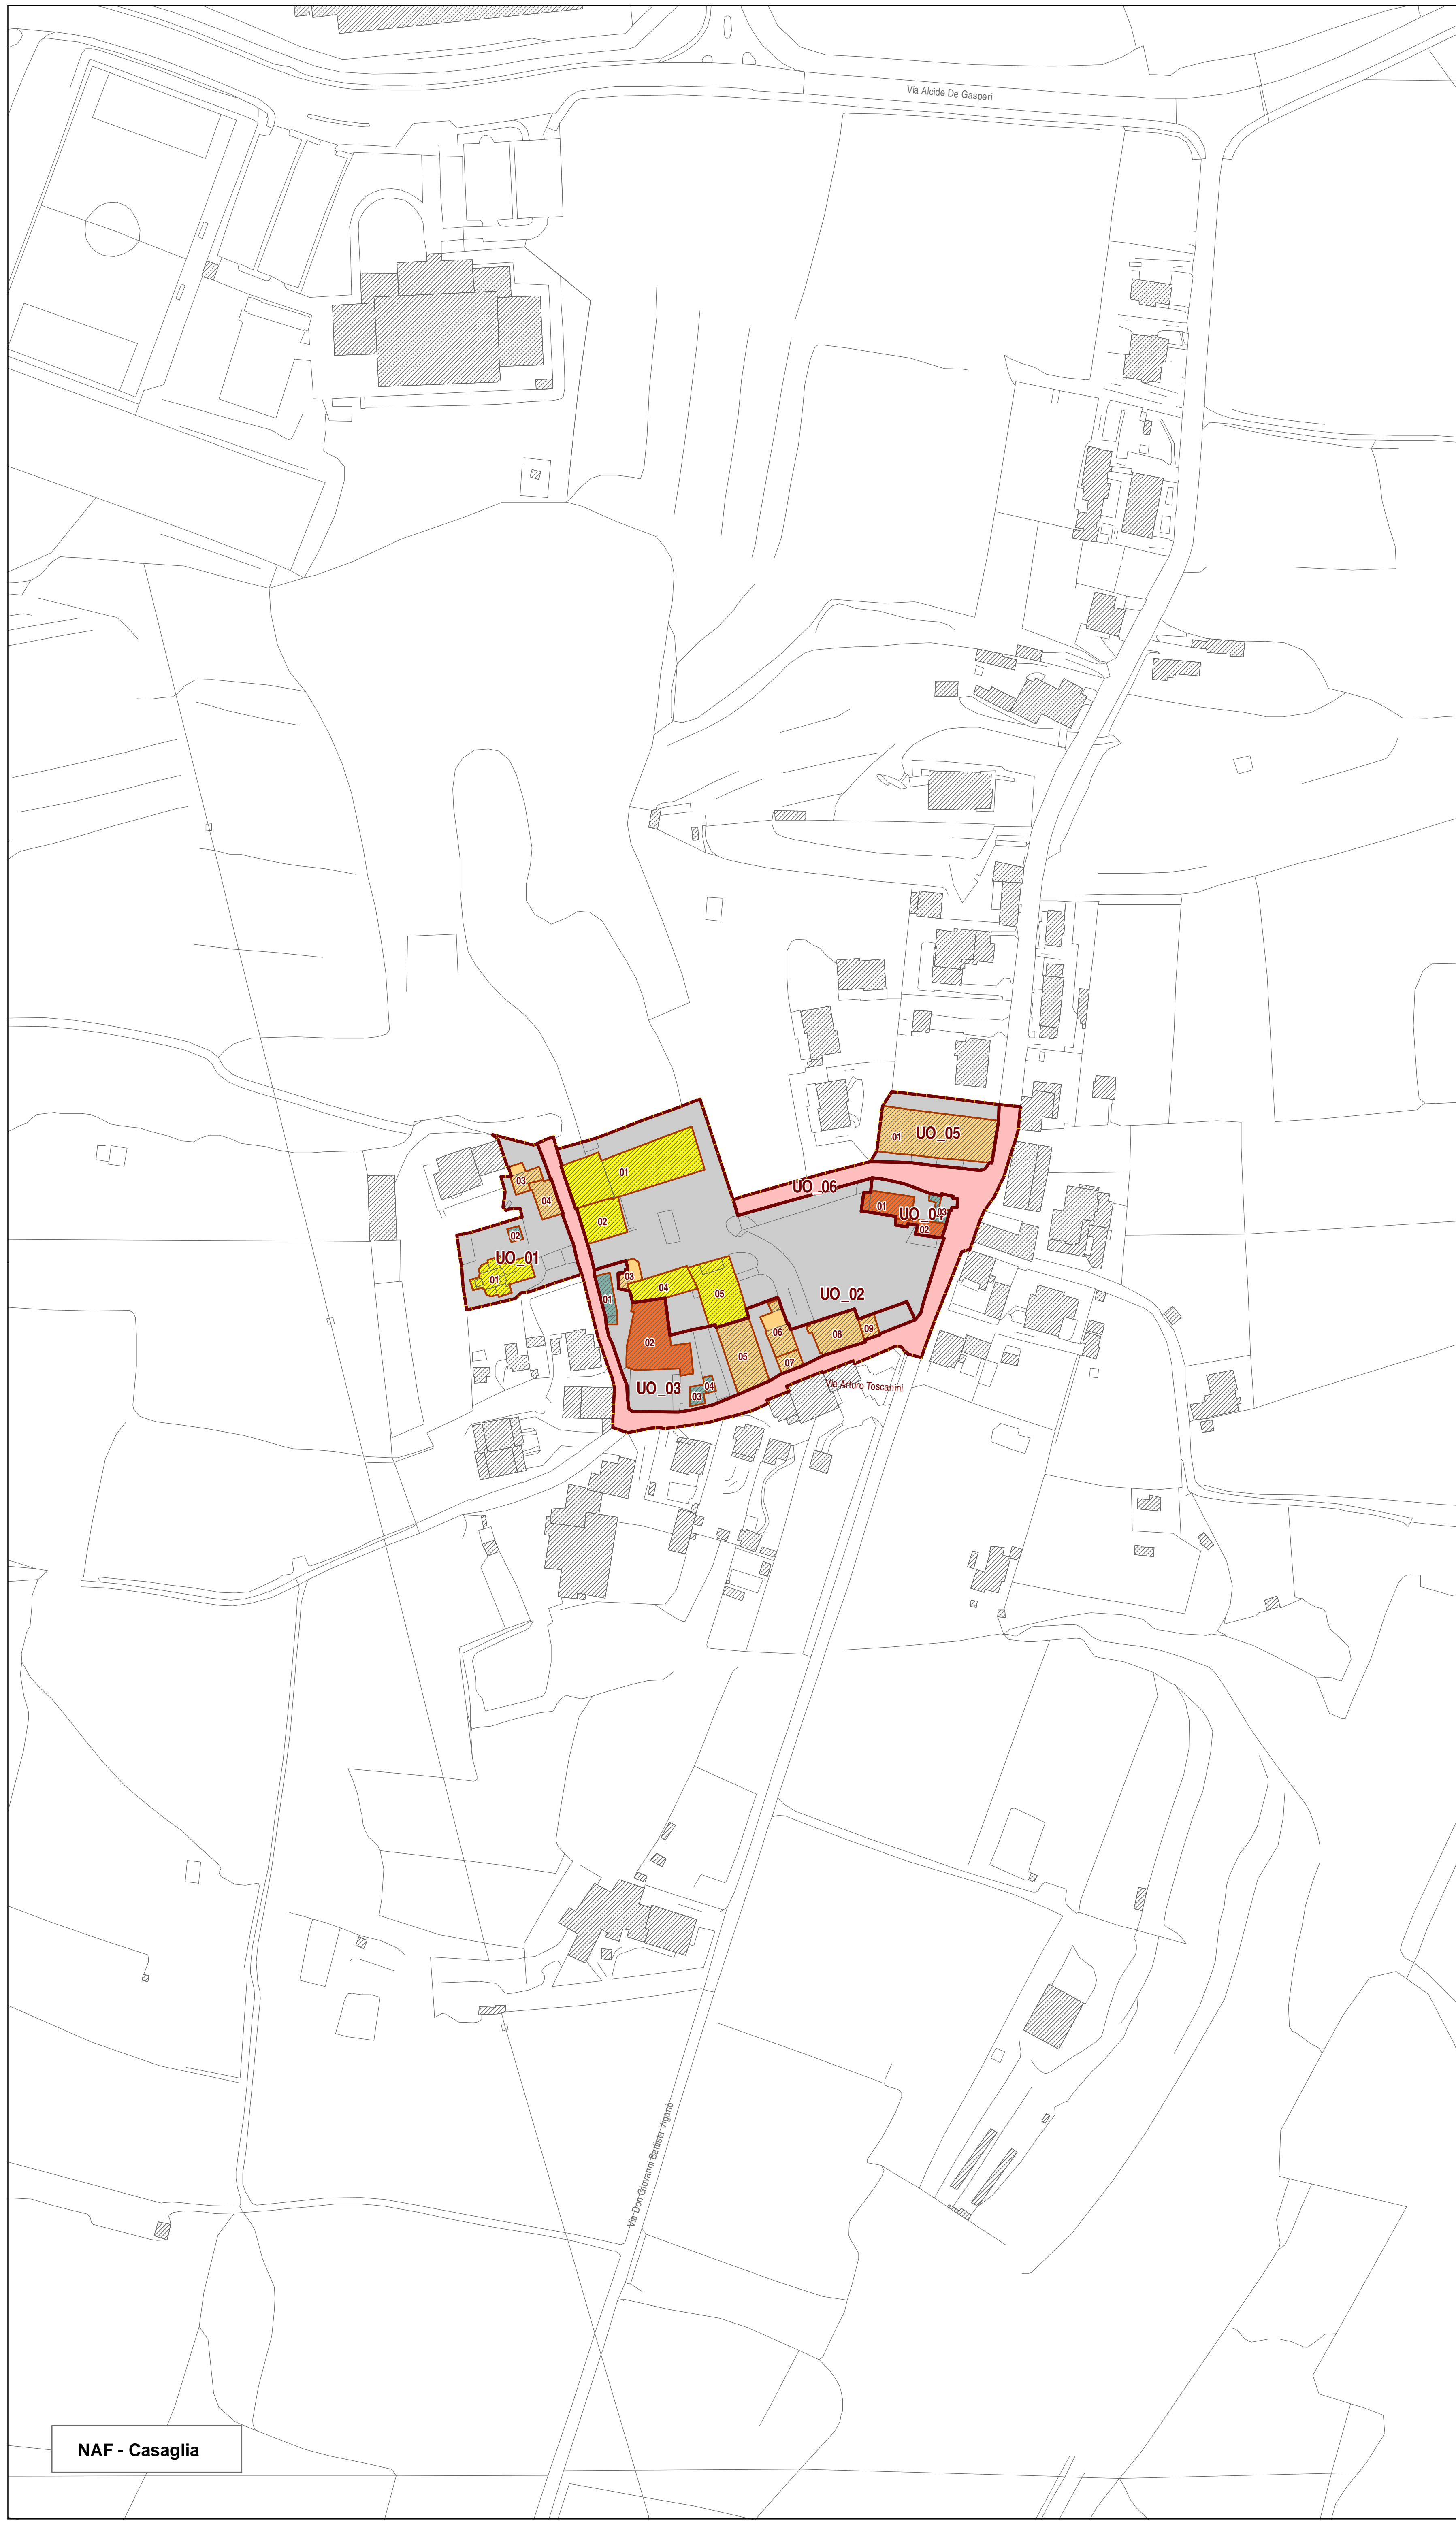 Via Alcide De Gasperi
01
UO_05
01
03
04
02
UO_06
01
03
UO_04
02
02
UO_01
01
03
04
05
01
UO_02
06
08
09
02
05
07
UO_03
04
03
Via Arturo Toscanini
Via Don Giovanni Battista Viganò
NAF - Casaglia